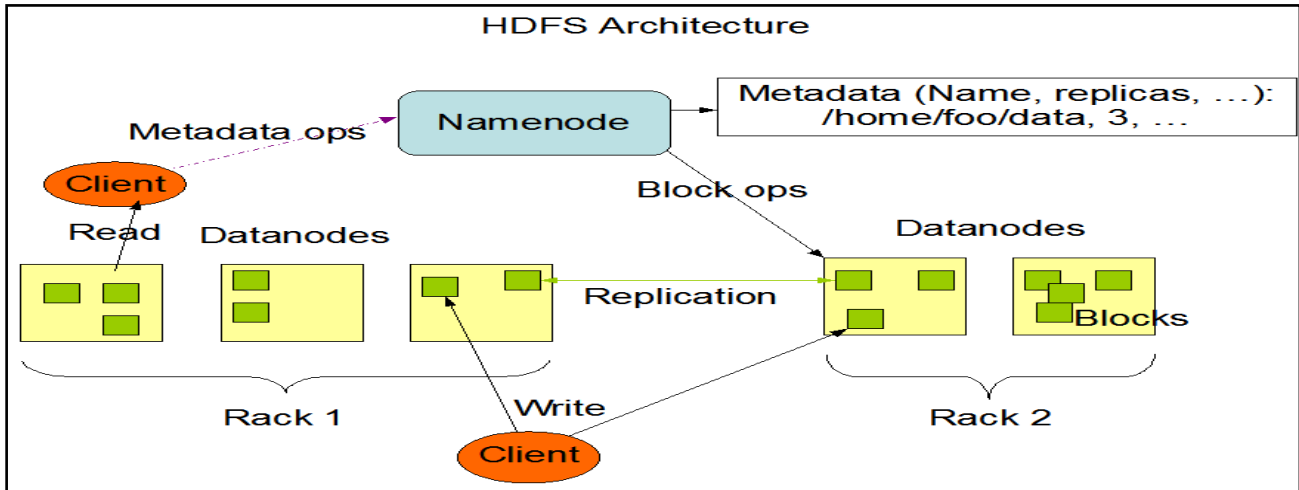 HDFS Architecture
Metadata (Name, replicas, ...):
/home/foo/data, 3, ...
Namenode
Metadata ops
Client
Block ops
Read
Datanodes
Datanodes
Replication
Blocks
Rack 1
Write
Rack 2
Client